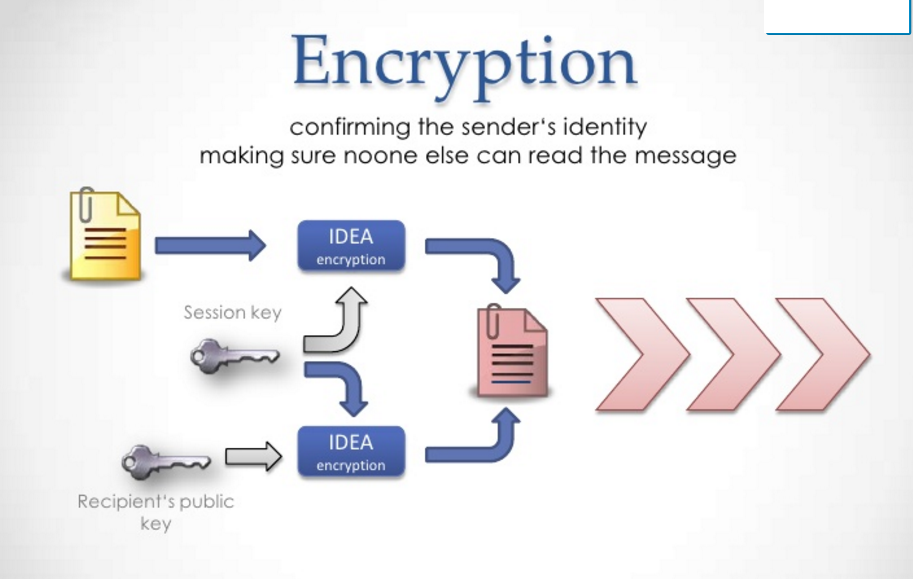 Encryption
confirming the sender‘s identity
making sure noone else can read the message
IDEA
encryption
Session key
IDEA
encryption
Recipient‘s public
key